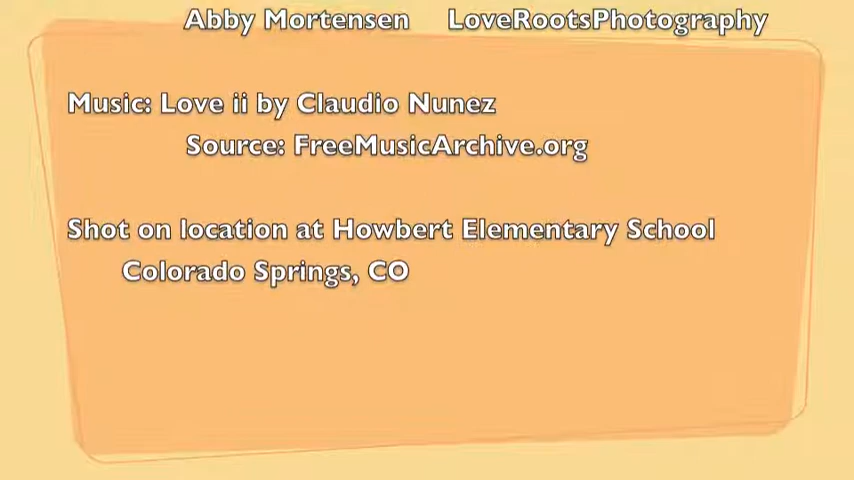 Abby Mortensen LoveRootsPhotography
Music: Love ii by Claudio Nunez
Source: FreeMusicArchive.org
Shot on location at Howbert Elementary School
Colorado Springs, CO